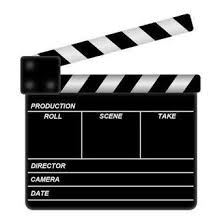 PRODUCTION
ROLL SCENE TAKE
DIRECTOR
CAMERA
DATE